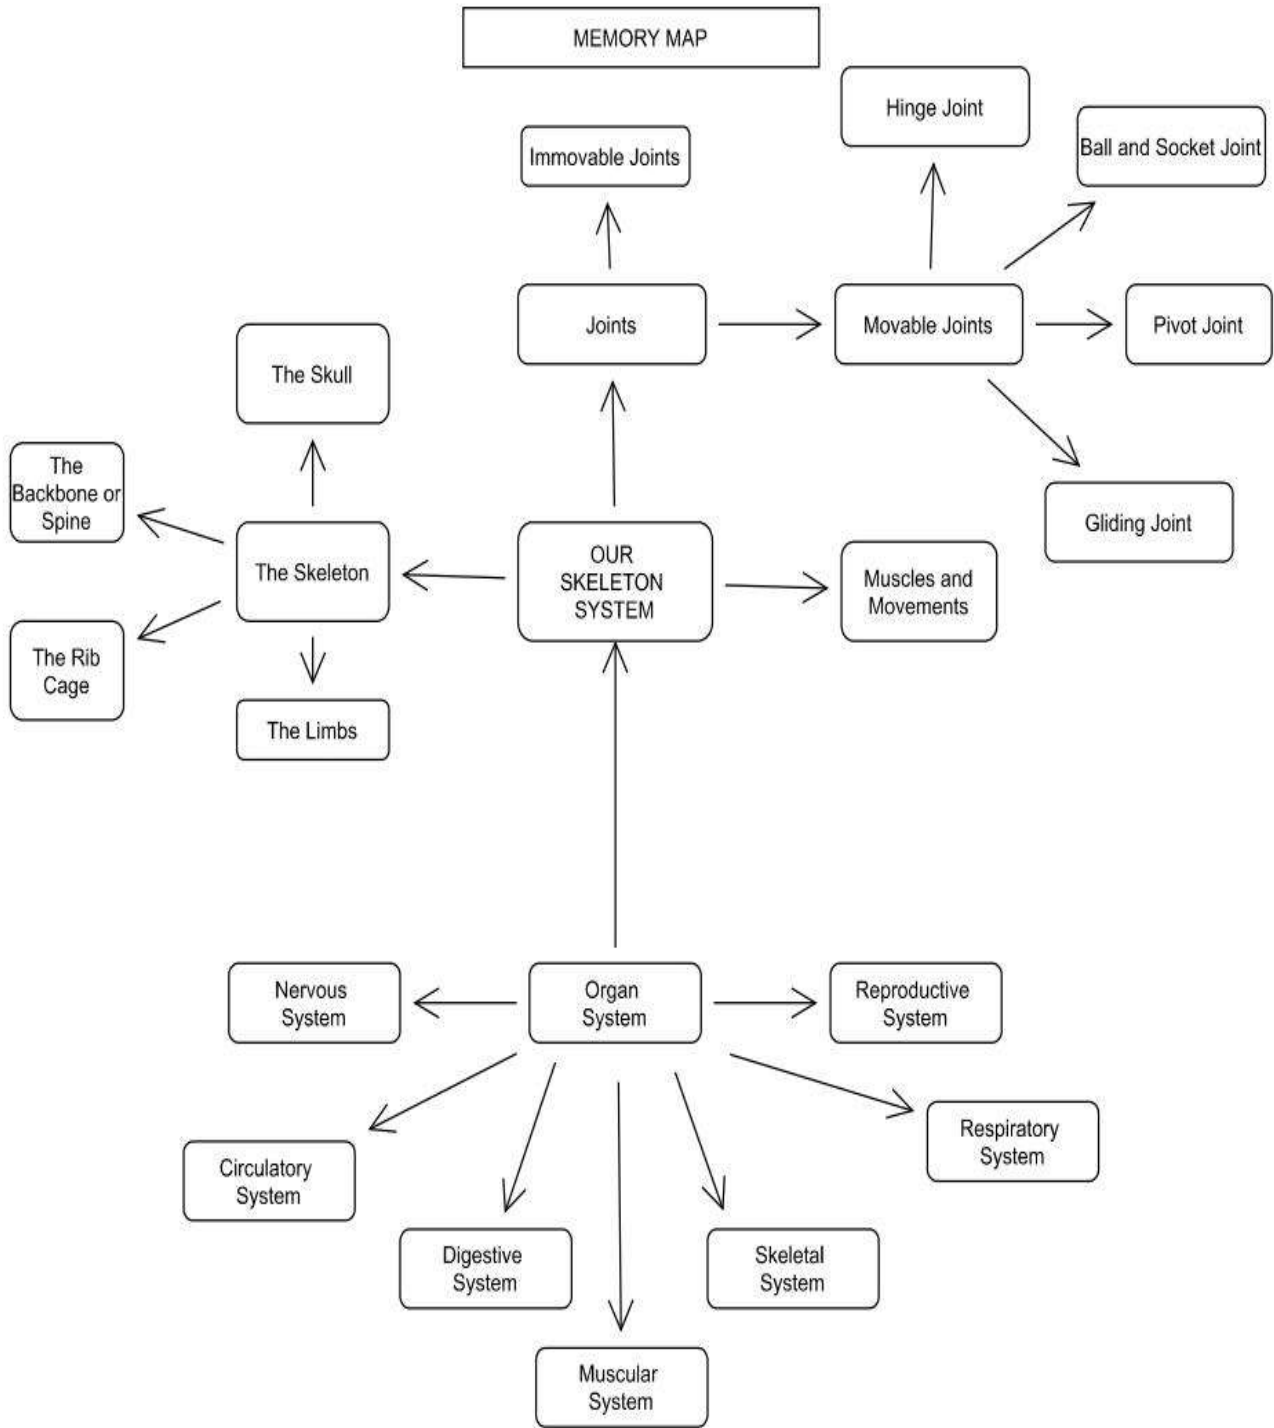 MEMORY MAP
Hinge Joint
Ball and Socket Joint
Immovable Joints
Joints
Movable Joints
Pivot Joint
The Skull
The
Backbone or
Spine
Gliding Joint
The Skeleton
OUR
SKELETON
SYSTEM
Muscles and
Movements
The Rib
Cage
The Limbs
Nervous
System
Organ
System
Reproductive
System
Respiratory
System
Circulatory
System
Digestive
System
Skeletal
System
Muscular
System